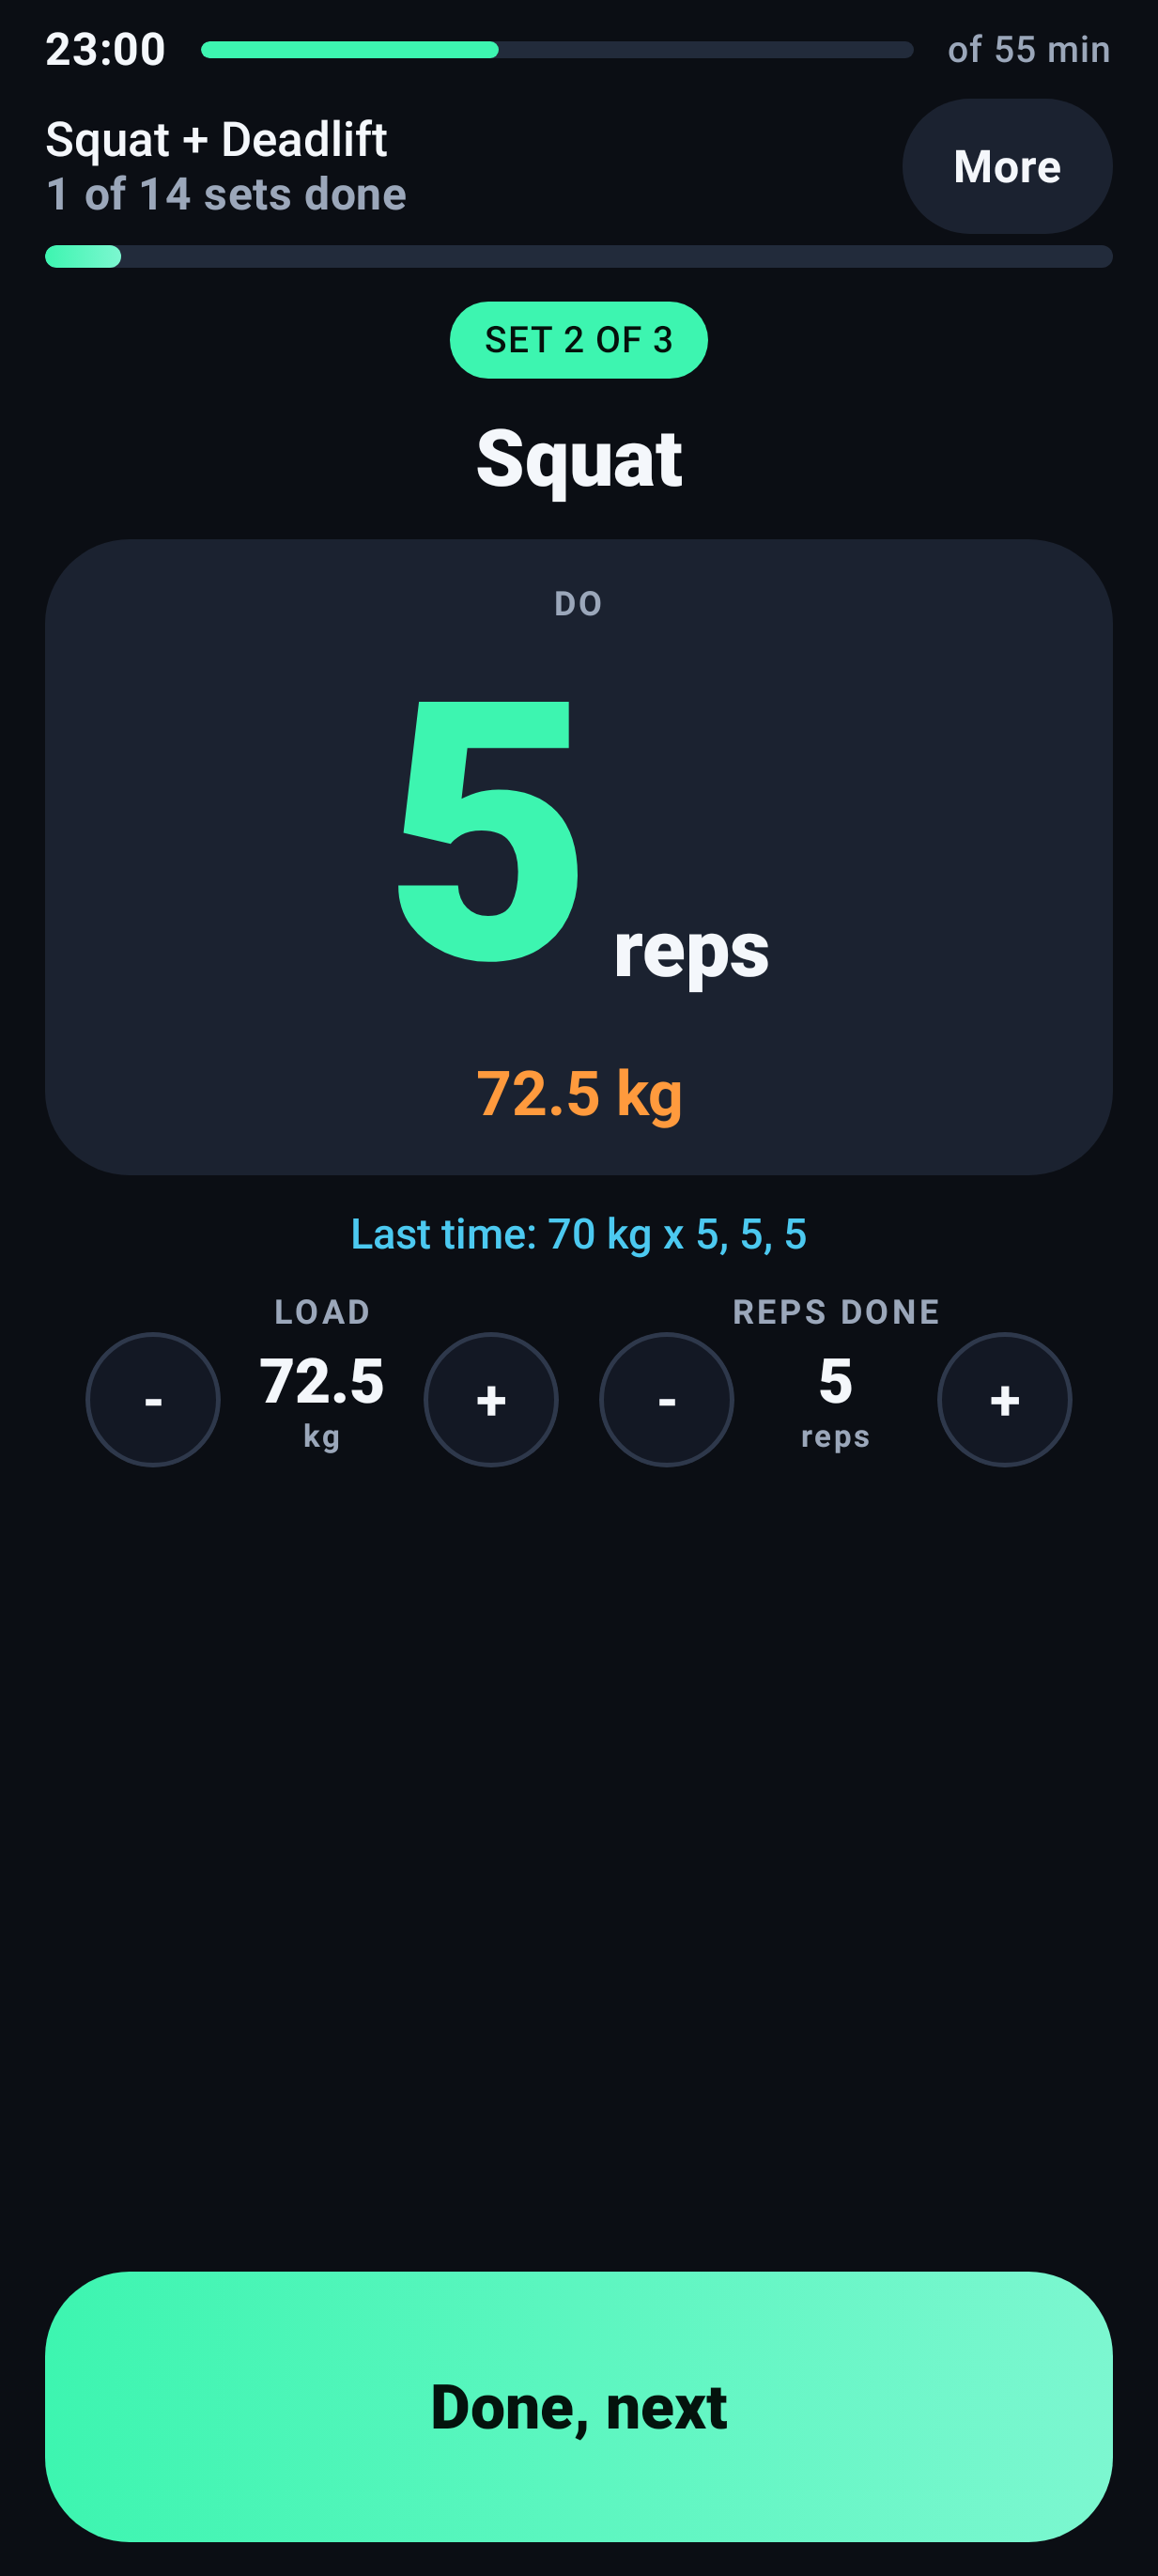 23:00
of 55 min
Squat + Deadlift
1 of 14 sets done
More
SET 2 OF 3
Squat
DO
5 reps
72.5 kg
Last time: 70 kg x 5, 5, 5
LOAD
REPS DONE
- 72.5 + - 5 +
kg reps
Done, next